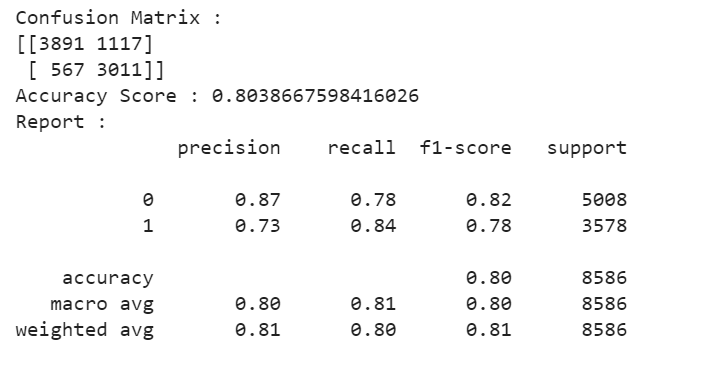 Confusion Matrix :
[[3891 1117]
 [ 567 3011]]
Accuracy Score : 0.8038667598416026
Report :
              precision    recall  f1-score   support

           0       0.87      0.78      0.82      5008
           1       0.73      0.84      0.78      3578

    accuracy                           0.80      8586
   macro avg       0.80      0.81      0.80      8586
weighted avg       0.81      0.80      0.81      8586